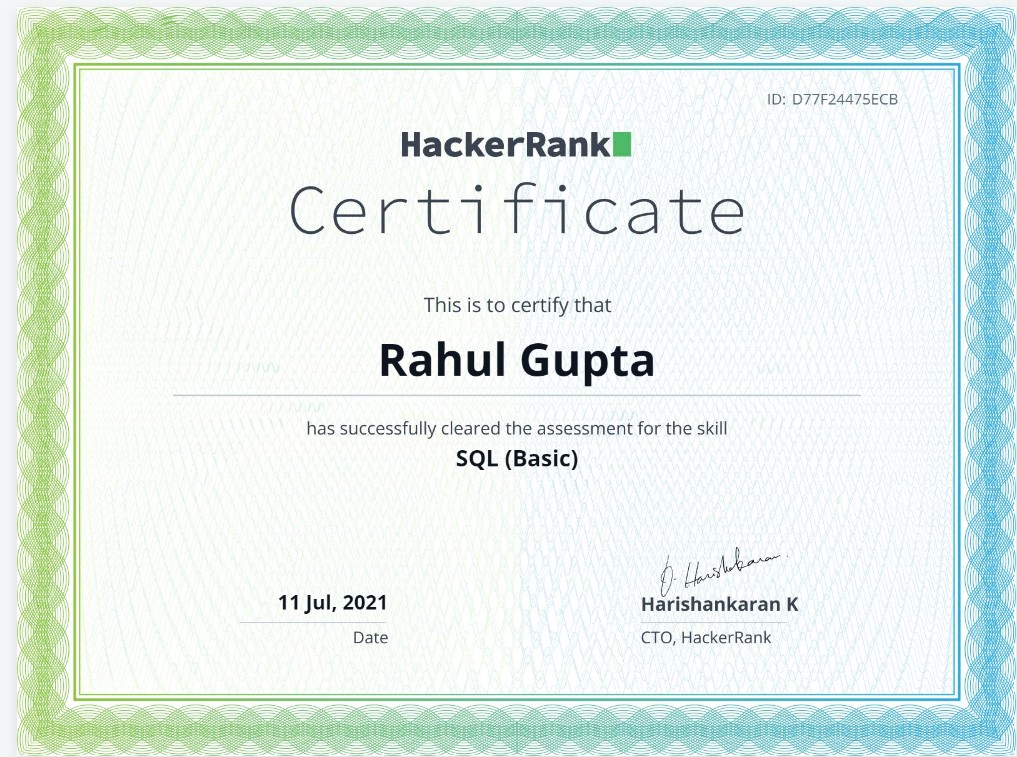 ID: D77F24475ECB
HackerRank
Certificate
This is to certify that
Rahul Gupta
has successfully cleared the assessment for the skill
SQL (Basic)
11 Jul, 2021
Date
Harishankaran K
CTO, HackerRank